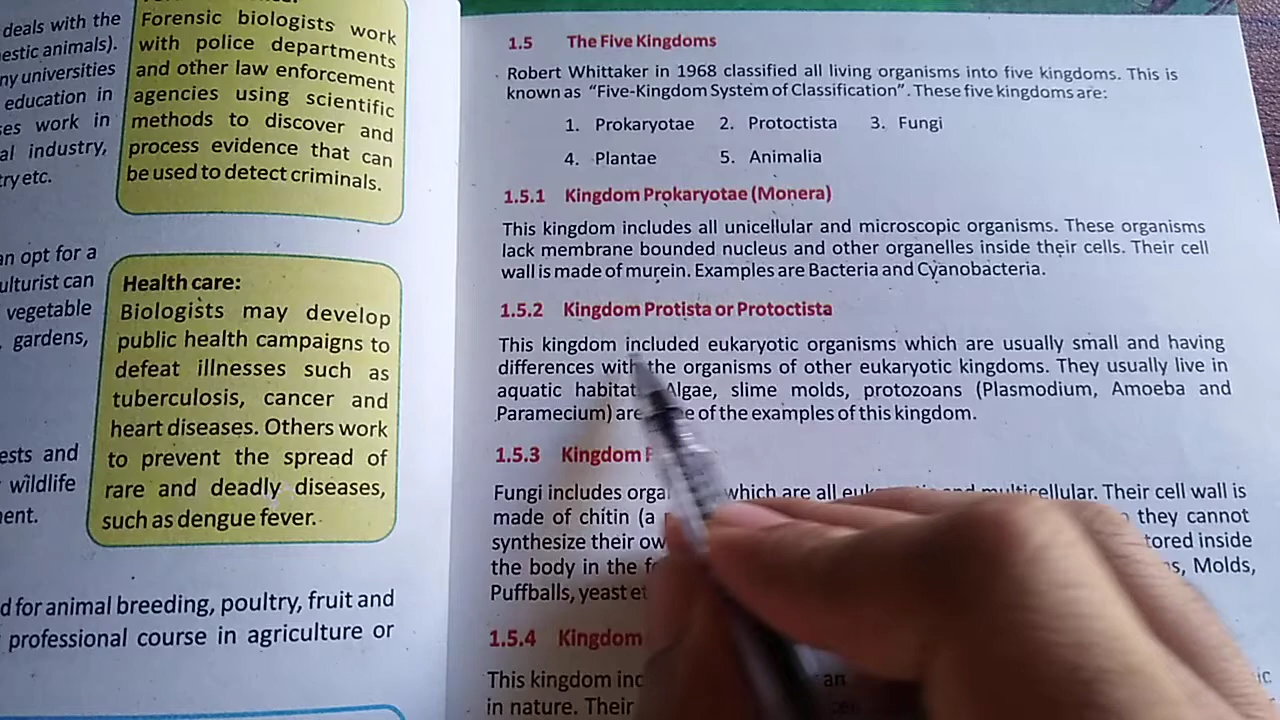 deals with the
estic animals).
ny universities
education in
ses work in
al industry,
try etc.
Forensic biologists work
with police departments
and other law enforcement
agencies using scientific
methods to discover and
process evidence that can
be used to detect criminals.
an opt for a
ulturist can
vegetable
gardens,
Health care:
Biologists may develop
public health campaigns to
defeat illnesses such as
tuberculosis, cancer and
heart diseases. Others work
to prevent the spread of
rare and deadly diseases,
such as dengue fever.
ests and
wildlife
ment.
d for animal breeding, poultry, fruit and
professional course in agriculture or
1.5 The Five Kingdoms
Robert Whittaker in 1968 classified all living organisms into five kingdoms. This is
known as “Five-Kingdom System of Classification”. These five kingdoms are:
1. Prokaryotae 2. Protoctista 3. Fungi
4. Plantae 5. Animalia
1.5.1 Kingdom Prokaryotae (Monera)
This kingdom includes all unicellular and microscopic organisms. These organisms
lack membrane bounded nucleus and other organelles inside their cells. Their cell
wall is made of murein. Examples are Bacteria and Cyanobacteria.
1.5.2 Kingdom Protista or Protoctista
This kingdom included eukaryotic organisms which are usually small and having
differences with the organisms of other eukaryotic kingdoms. They usually live in
aquatic habitat Algae, slime molds, protozoans (Plasmodium, Amoeba and
Paramecium) are of the examples of this kingdom.
1.5.3 Kingdom F
Fungi includes orga which are all and multicellular. Their cell wall is
made of chitin (a they cannot
synthesize their ow tored inside
the body in the fo Molds,
Puffballs, yeast et
1.5.4 Kingdom
This kingdom inc an ic
in nature. Their